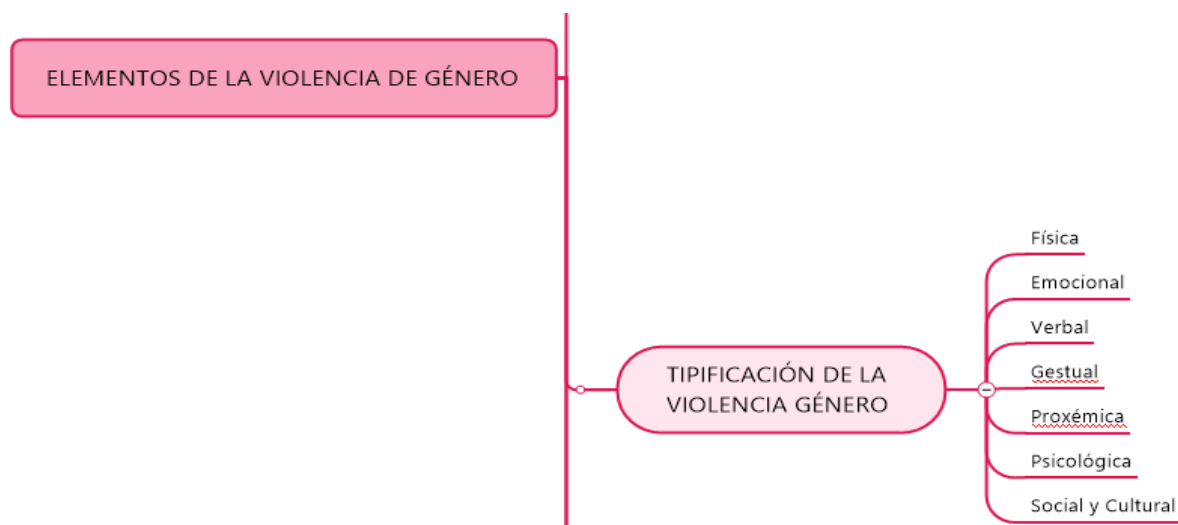 ELEMENTOS DE LA VIOLENCIA DE GÉNERO
TIPIFICACIÓN DE LA
VIOLENCIA GÉNERO
Física
Emocional
Verbal
Gestual
Proxémica
Psicológica
Social y Cultural